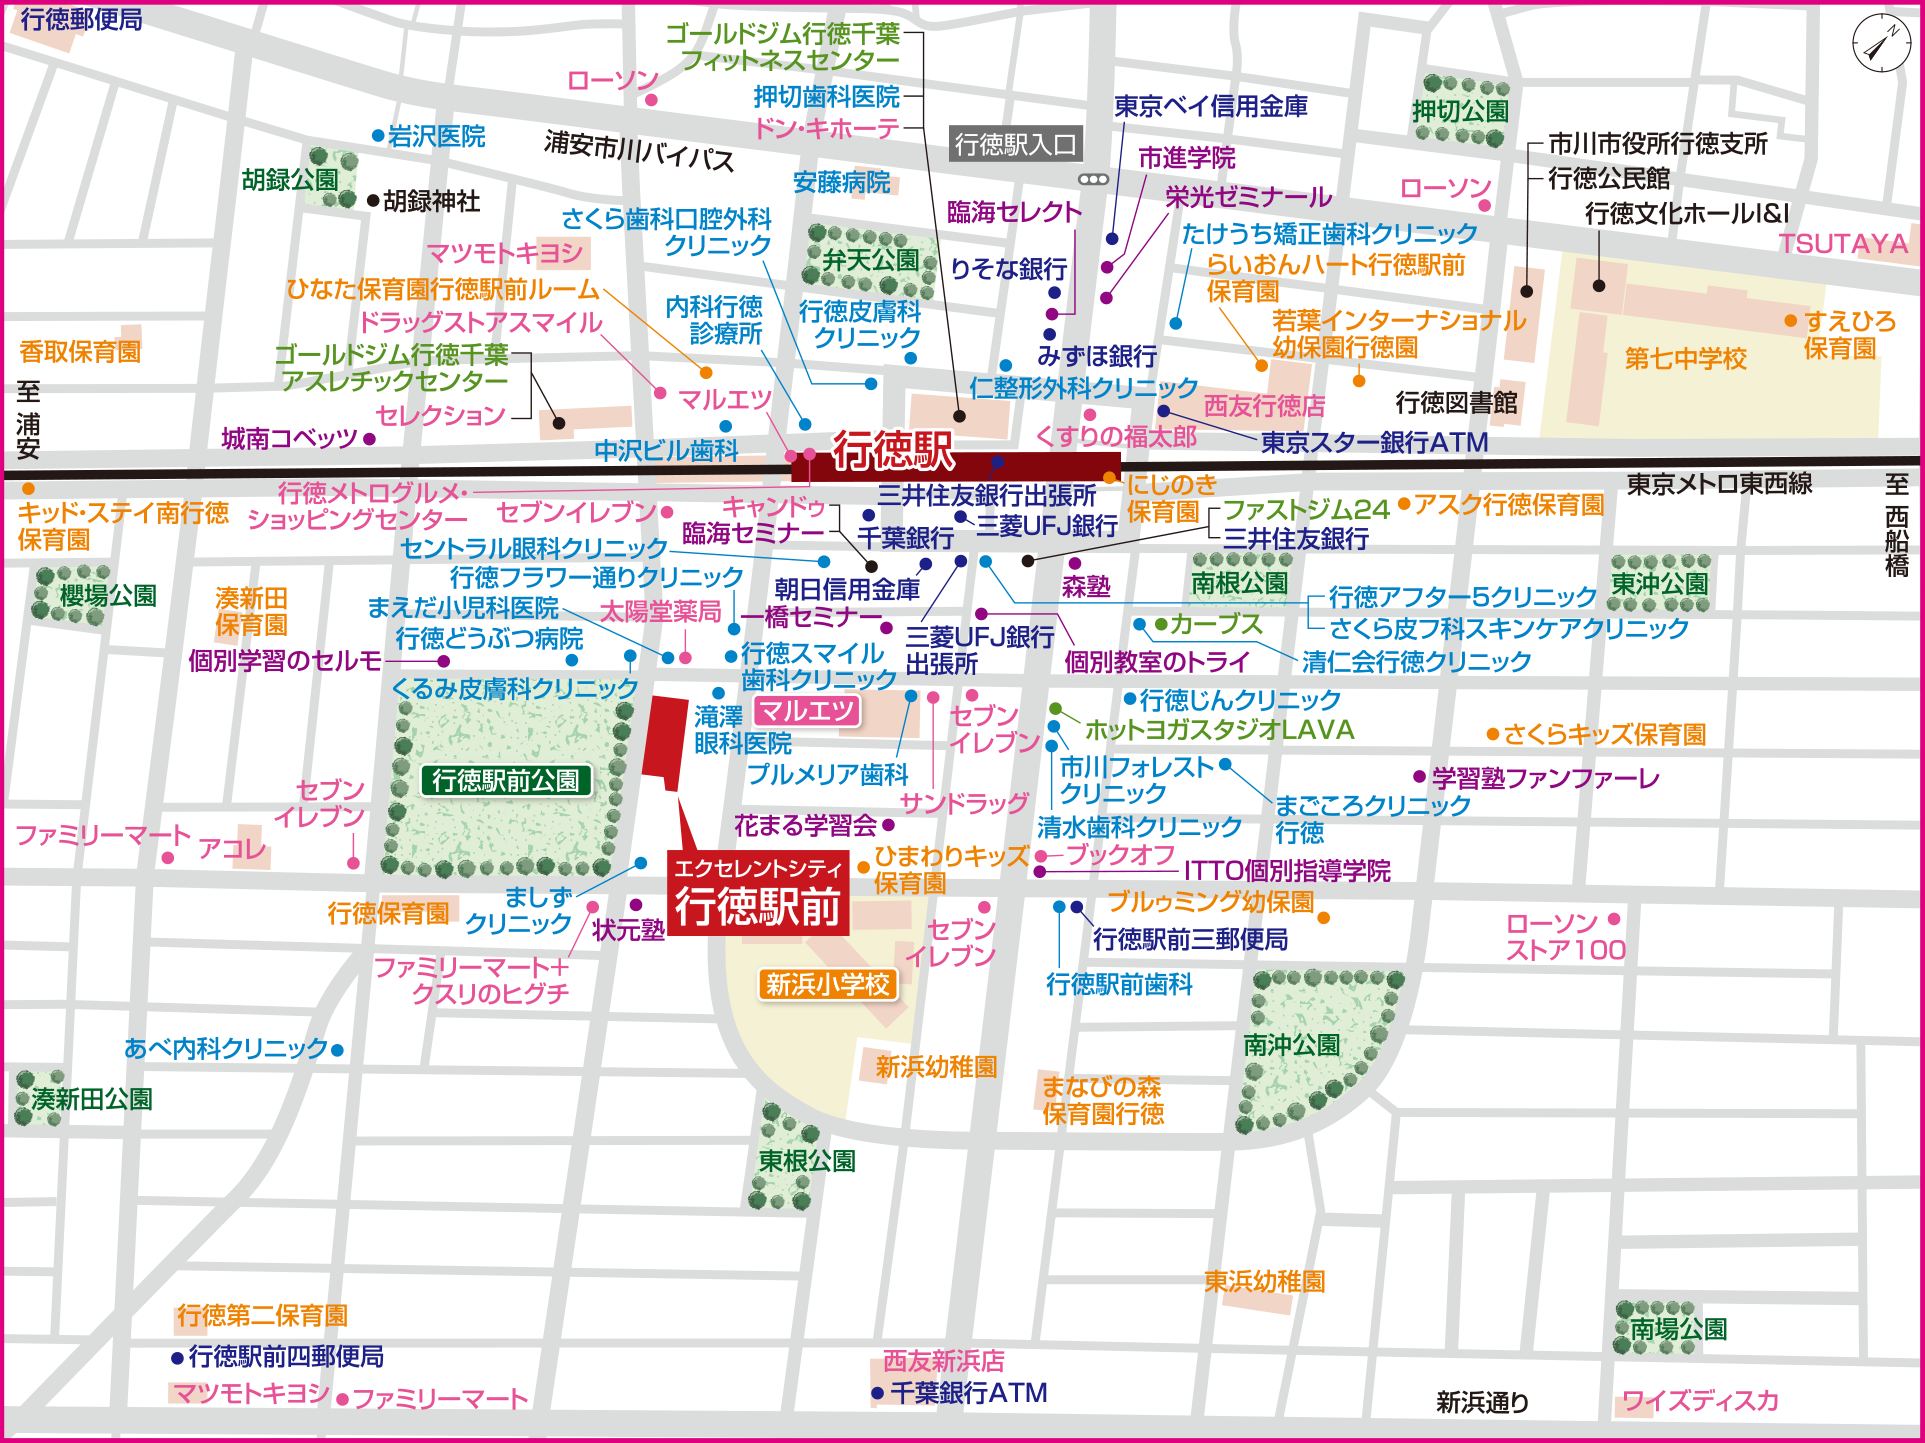 行徳郵便局
ゴールドジム行徳千葉
フィットネスセンター
押切歯科医院
ドン・キホーテ
ローソン
浦安市川バイパス
行徳駅入口
東京ベイ信用金庫
押切公園
N
岩沢医院
胡録公園
胡録神社
安藤病院
市進学院
栄光ゼミナール
臨海セレクト
ローソン
市川市役所行徳支所
行徳公民館
行徳文化ホールI&I
TSUTAYA
さくら歯科口腔外科
クリニック
マツモトキヨシ
弁天公園
りそな銀行
たけうち矯正歯科クリニック
らいおんハート行徳駅前
保育園
ひなた保育園行徳駅前ルーム
ドラッグストアスマイル
内科行徳
診療所
行徳皮膚科
クリニック
みずほ銀行
若葉インターナショナル
幼保園行徳園
すえひろ
保育園
第七中学校
香取保育園
ゴールドジム行徳千葉
アスレチックセンター
セレクション
マルエツ
仁整形外科クリニック
西友行徳店
行徳図書館
至 浦安
城南コベッツ
中沢ビル歯科
行徳駅
くすりの福太郎
東京スター銀行ATM
東京メトロ東西線
至 西船橋
キッド・ステイ南行徳
保育園
行徳メトログルメ・
ショッピングセンター
セブンイレブン
キャンドゥ
臨海セミナー
三井住友銀行出張所
千葉銀行
三菱UFJ銀行
にじのき
保育園
ファストジム24
三井住友銀行
アスク行徳保育園
セントラル眼科クリニック
行徳フラワー通りクリニック
まえだ小児科医院
行徳どうぶつ病院
太陽堂薬局
朝日信用金庫
一橋セミナー
森塾
南根公園
東沖公園
櫻場公園
湊新田
保育園
個別学習のセルモ
くるみ皮膚科クリニック
行徳スマイル
歯科クリニック
三菱UFJ銀行
出張所
個別教室のトライ
カーブス
行徳アフター5クリニック
さくら皮フ科スキンケアクリニック
清仁会行徳クリニック
滝澤
眼科医院
マルエツ
セブン
イレブン
行徳じんクリニック
ホットヨガスタジオLAVA
さくらキッズ保育園
プルメリア歯科
市川フォレスト
クリニック
学習塾ファンファーレ
行徳駅前公園
セブン
イレブン
サンドラッグ
まごころクリニック
行徳
ファミリーマート
アコレ
花まる学習会
清水歯科クリニック
エクセレントシティ
行徳駅前
ひまわりキッズ
保育園
ブックオフ
ITTO個別指導学院
ましず
クリニック
行徳保育園
状元塾
セブン
イレブン
ブルゥミング幼保園
行徳駅前三郵便局
ローソン
ストア100
ファミリーマート＋
クスリのヒグチ
新浜小学校
行徳駅前歯科
あべ内科クリニック
新浜幼稚園
南沖公園
湊新田公園
まなびの森
保育園行徳
東根公園
東浜幼稚園
行徳第二保育園
行徳駅前四郵便局
マツモトキヨシ
ファミリーマート
西友新浜店
千葉銀行ATM
南場公園
新浜通り
ワイズディスカ